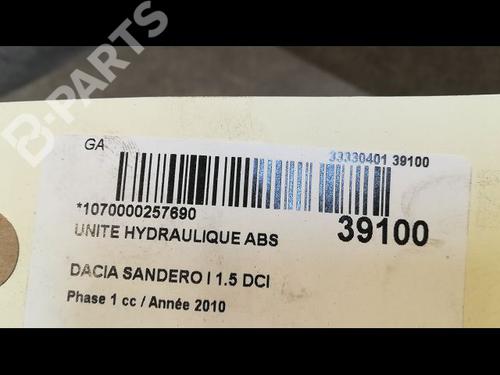 B-PARTS
GA
33330401 39100
*1070000257690
UNITE HYDRAULIQUE ABS
39100
DACIA SANDERO I 1.5 DCI
Phase 1 cc / Année 2010